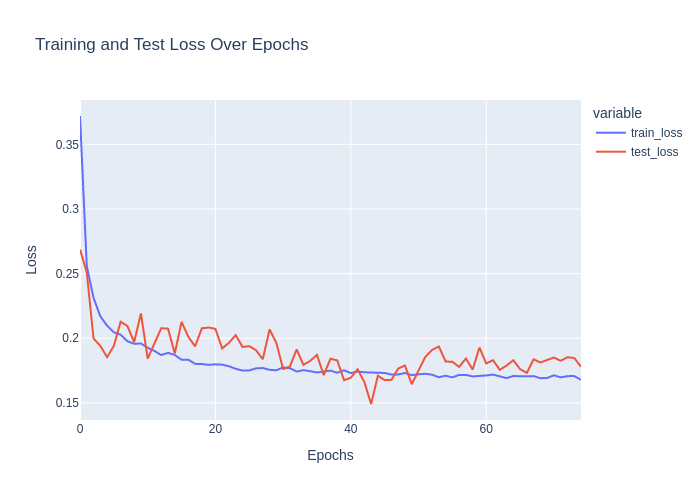 Training and Test Loss Over Epochs
variable
train_loss
test_loss
0.35
0.3
0.25
0.2
0.15
Loss
0
20
40
60
Epochs